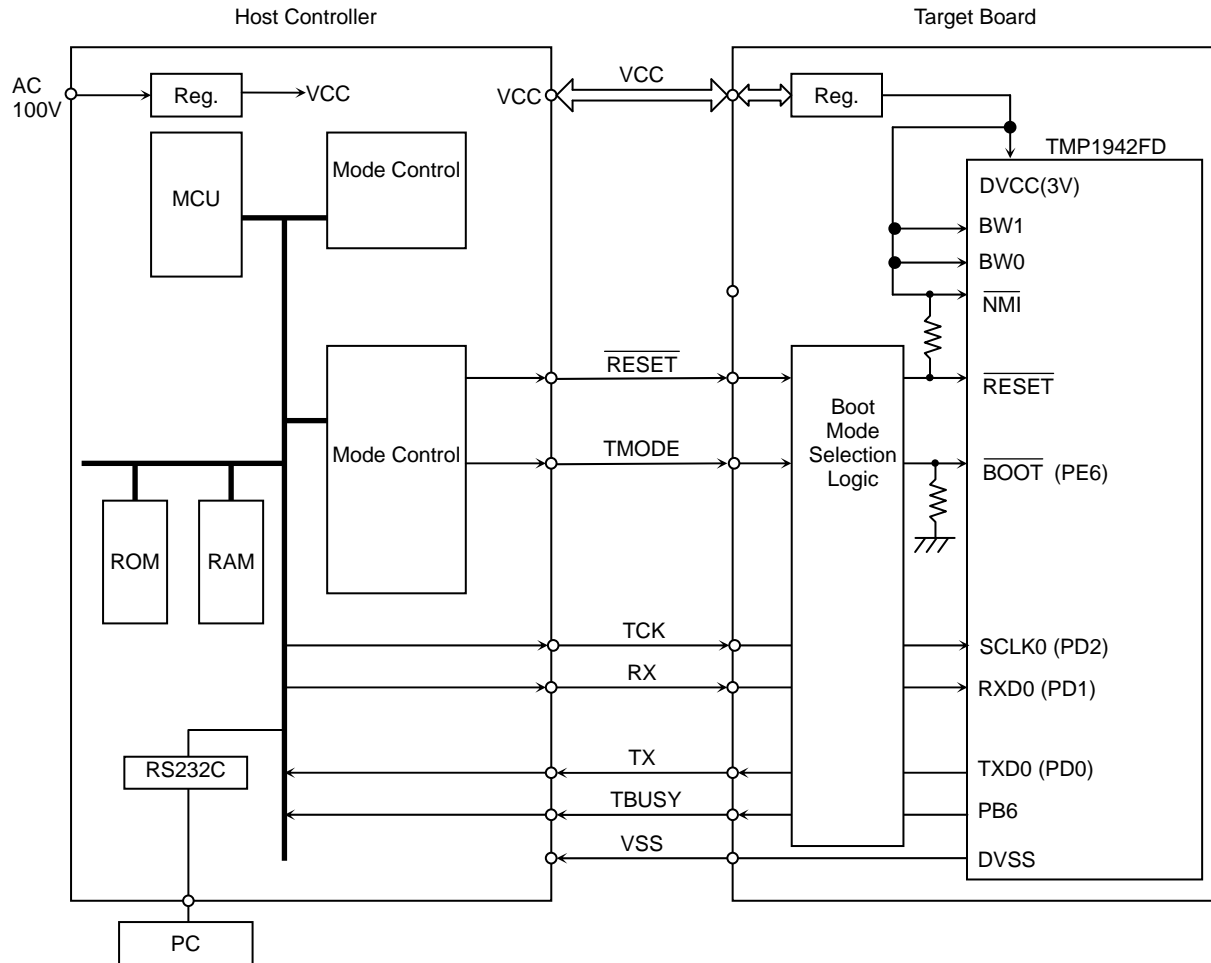 Host Controller
Target Board
AC
100V
Reg.
VCC
VCC
VCC
Reg.
TMP1942FD
MCU
Mode Control
DVCC(3V)
BW1
BW0
NMI
RESET
RESET
Mode Control
TMODE
Boot
Mode
Selection
Logic
BOOT (PE6)
ROM
RAM
TCK
SCLK0 (PD2)
RX
RXD0 (PD1)
RS232C
TX
TXD0 (PD0)
TBUSY
PB6
VSS
DVSS
PC